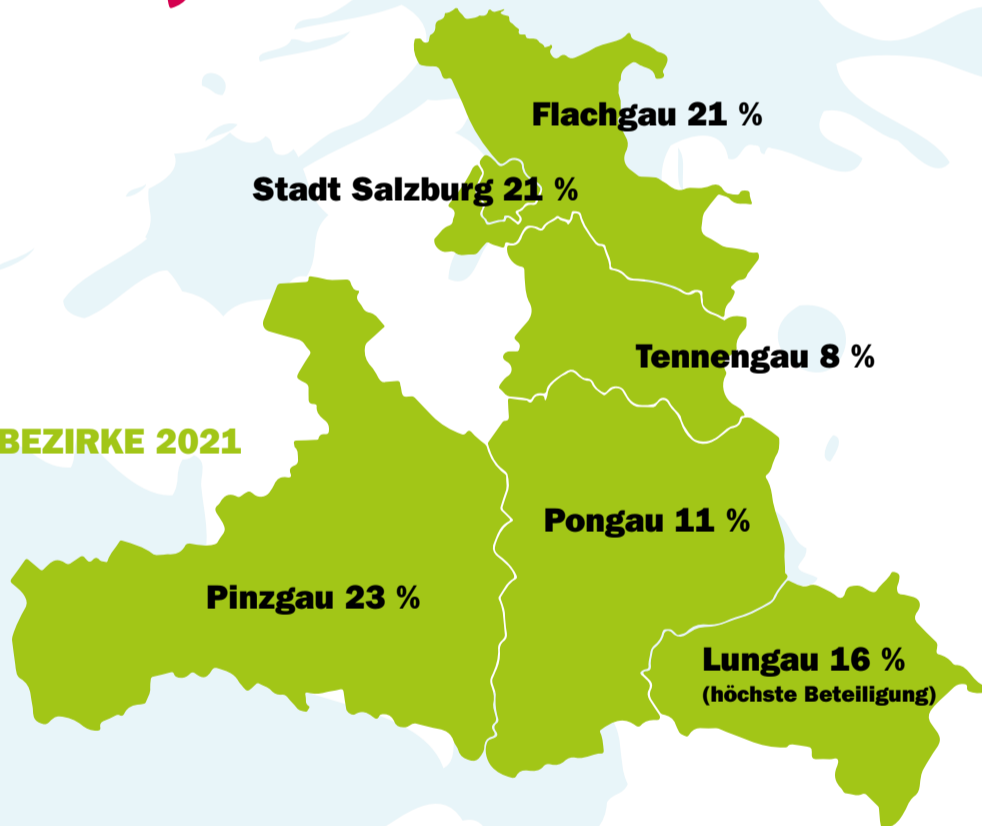 Flachgau 21 %
Stadt Salzburg 21 %
Tennengau 8 %
BEZIRKE 2021
Pongau 11 %
Pinzgau 23 %
Lungau 16 %
(höchste Beteiligung)